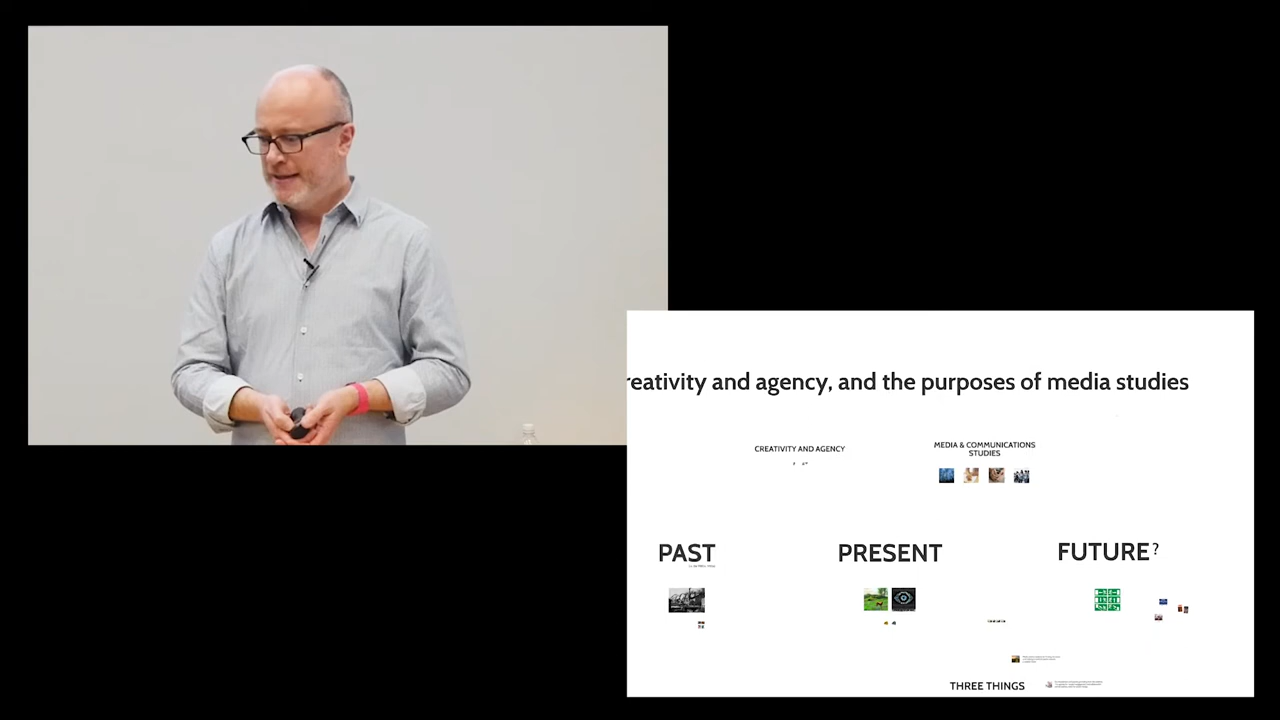 reativity and agency, and the purposes of media studies
CREATIVITY AND AGENCY
MEDIA & COMMUNICATIONS
STUDIES
PAST
PRESENT
FUTURE?
THREE THINGS